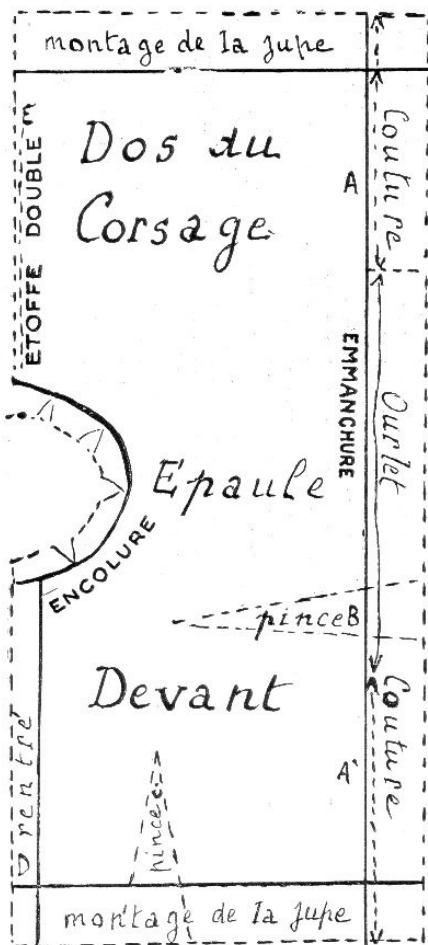 montage de la jupe
ETOFFE DOUBLE
Dos du
Corsage
A
Couture
EMMANCHURE
Ourlet
Épaule
ENCOLURE
pince B
Devant
Couture
A'
rentré
pince c
montage de la jupe